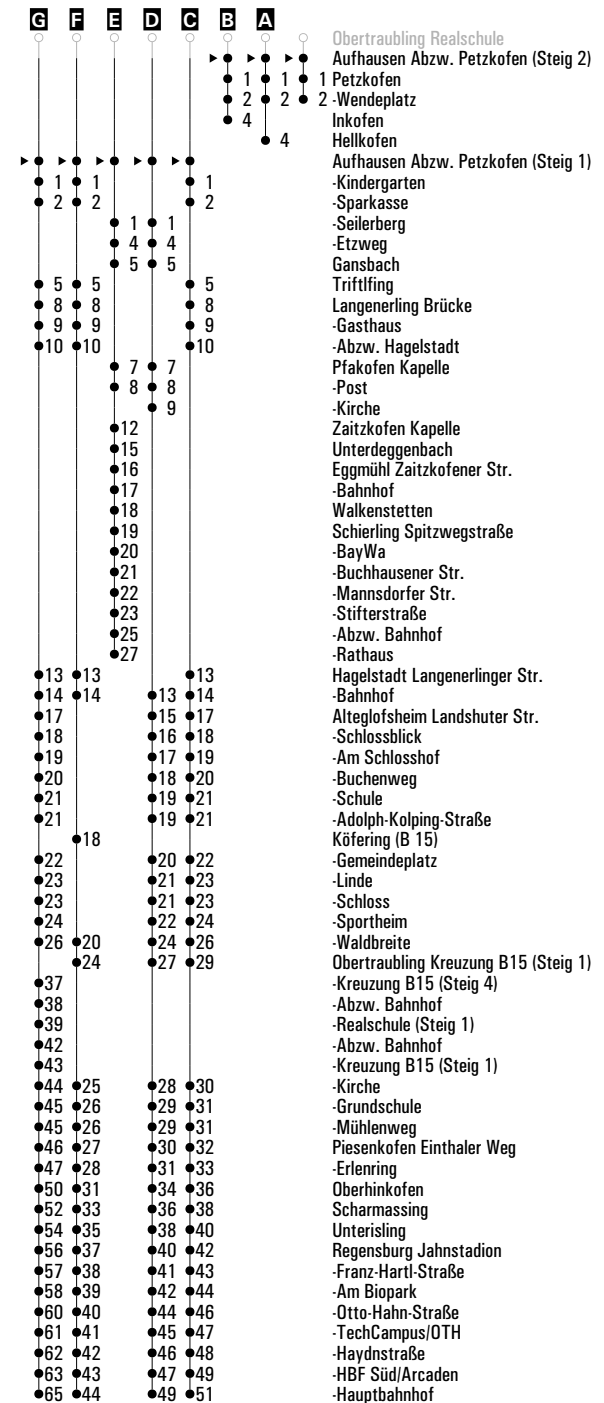 G F E D C B A
Obertraubling Realschule
Aufhausen Abzw. Petzkofen (Steig 2)
1 1 1 Petzkofen
2 2 2 -Wendeplatz
4 Inkofen
4 Hellkofen
Aufhausen Abzw. Petzkofen (Steig 1)
1 1 1 -Kindergarten
2 2 2 -Sparkasse
1 1 -Seilerberg
4 4 -Etzweg
5 5 Gansbach
5 5 5 Triftlfing
8 8 8 Langenerling Brücke
9 9 9 -Gasthaus
10 10 10 -Abzw. Hagelstadt
7 7 Pfakofen Kapelle
8 8 -Post
9 -Kirche
12 Zaitzkofen Kapelle
15 Unterdeggenbach
16 Eggmühl Zaitzkofener Str.
17 -Bahnhof
18 Walkenstetten
19 Schierling Spitzwegstraße
20 -BayWa
21 -Buchhausener Str.
22 -Mannsdorfer Str.
23 -Stifterstraße
25 -Abzw. Bahnhof
27 -Rathaus
13 13 13 Hagelstadt Langenerlinger Str.
14 14 13 14 -Bahnhof
17 15 17 Alteglofsheim Landshuter Str.
18 16 18 -Schlossblick
19 17 19 -Am Schlosshof
20 18 20 -Buchenweg
21 19 21 -Schule
21 19 21 -Adolph-Kolping-Straße
18 Köfering (B 15)
22 20 22 -Gemeindeplatz
23 21 23 -Linde
23 21 23 -Schloss
24 22 24 -Sportheim
26 20 24 26 -Waldbreite
24 27 29 Obertraubling Kreuzung B15 (Steig 1)
37 -Kreuzung B15 (Steig 4)
38 -Abzw. Bahnhof
39 -Realschule (Steig 1)
42 -Abzw. Bahnhof
43 -Kreuzung B15 (Steig 1)
44 25 28 30 -Kirche
45 26 29 31 -Grundschule
45 26 29 31 -Mühlenweg
46 27 30 32 Piesenkofen Einthaler Weg
47 28 31 33 -Erlenring
50 31 34 36 Oberhinkofen
52 33 36 38 Scharmassing
54 35 38 40 Unterisling
56 37 40 42 Regensburg Jahnstadion
57 38 41 43 -Franz-Hartl-Straße
58 39 42 44 -Am Biopark
60 40 44 46 -Otto-Hahn-Straße
61 41 45 47 -TechCampus/OTH
62 42 46 48 -Haydnstraße
63 43 47 49 -HBF Süd/Arcaden
65 44 49 51 -Hauptbahnhof